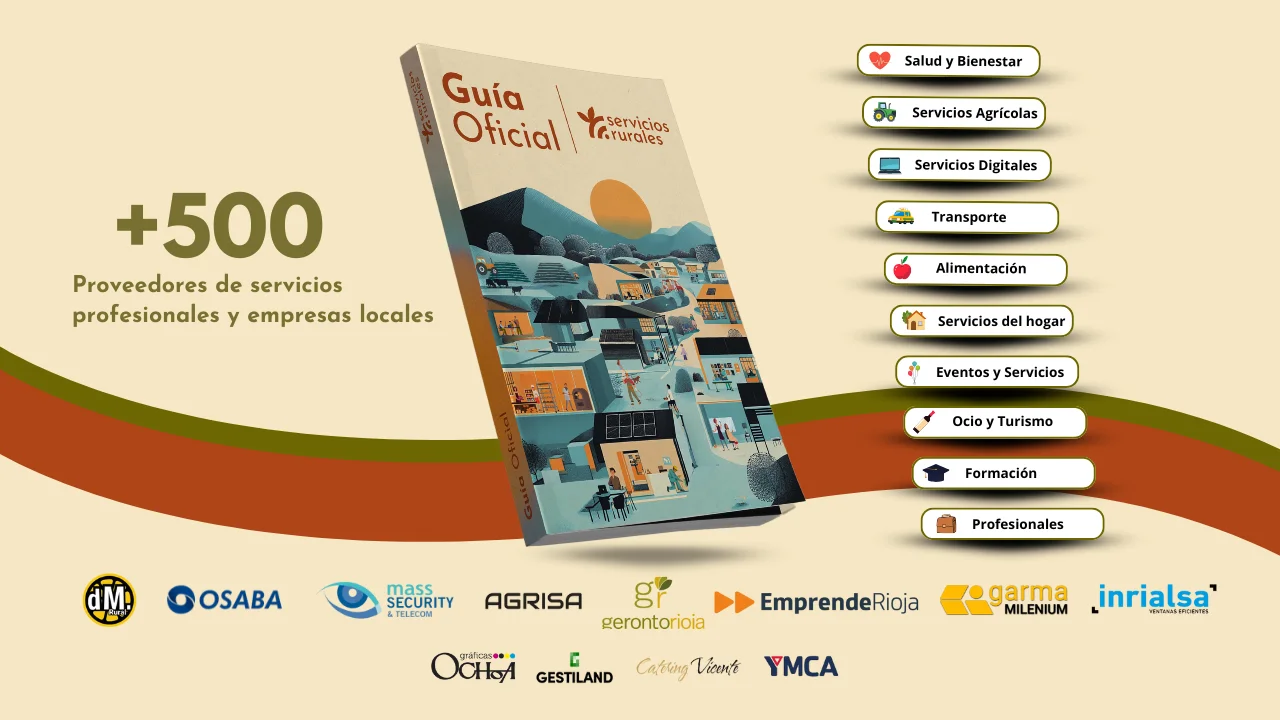 +500
Proveedores de servicios
profesionales y empresas locales
servicios
rurales
Guía Oficial
Guía
Oficial
servicios
rurales
Salud y Bienestar
Servicios Agrícolas
Servicios Digitales
Transporte
Alimentación
Servicios del hogar
Eventos y Servicios
Ocio y Turismo
Formación
Profesionales
dM.
Rural
OSABA
mass
SECURITY
& TELECOM
AGRISA
gr
gerontorioja
EmprendeRioja
garma
MILENIUM
inrialsa
VENTANAS EFICIENTES
gráficas
OCHOA
G
GESTILAND
Catering Vicente
YMCA